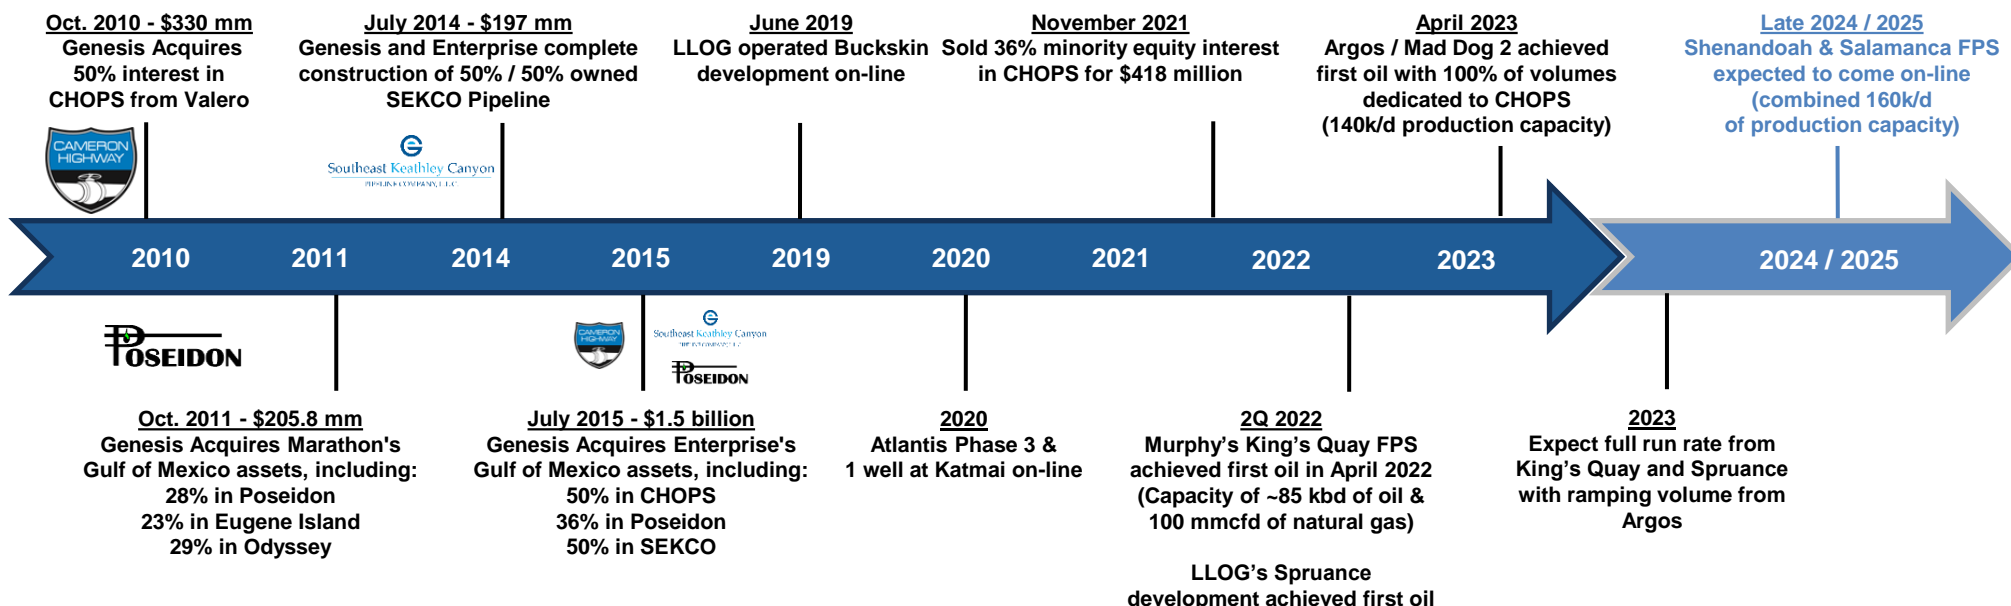 Oct. 2010 - $330 mm
Genesis Acquires
50% interest in
CHOPS from Valero
July 2014 - $197 mm
Genesis and Enterprise complete
construction of 50% / 50% owned
SEKCO Pipeline
June 2019
LLOG operated Buckskin
development on-line
November 2021
Sold 36% minority equity interest
in CHOPS for $418 million
April 2023
Argos / Mad Dog 2 achieved
first oil with 100% of volumes
dedicated to CHOPS
(140k/d production capacity)
Late 2024 / 2025
Shenandoah & Salamanca FPS
expected to come on-line
(combined 160k/d
of production capacity)
CAMERON
HIGHWAY
Southeast Keathley Canyon
PIPELINE COMPANY, L.L.C.
2010
2011
2014
2015
2019
2020
2021
2022
2023
2024 / 2025
POSEIDON
CAMERON
HIGHWAY
Southeast Keathley Canyon
PIPELINE COMPANY, L.L.C.
POSEIDON
Oct. 2011 - $205.8 mm
Genesis Acquires Marathon's
Gulf of Mexico assets, including:
28% in Poseidon
23% in Eugene Island
29% in Odyssey
July 2015 - $1.5 billion
Genesis Acquires Enterprise's
Gulf of Mexico assets, including:
50% in CHOPS
36% in Poseidon
50% in SEKCO
2020
Atlantis Phase 3 &
1 well at Katmai on-line
2Q 2022
Murphy’s King’s Quay FPS
achieved first oil in April 2022
(Capacity of ~85 kbd of oil &
100 mmcfd of natural gas)
LLOG’s Spruance
development achieved first oil
2023
Expect full run rate from
King’s Quay and Spruance
with ramping volume from
Argos